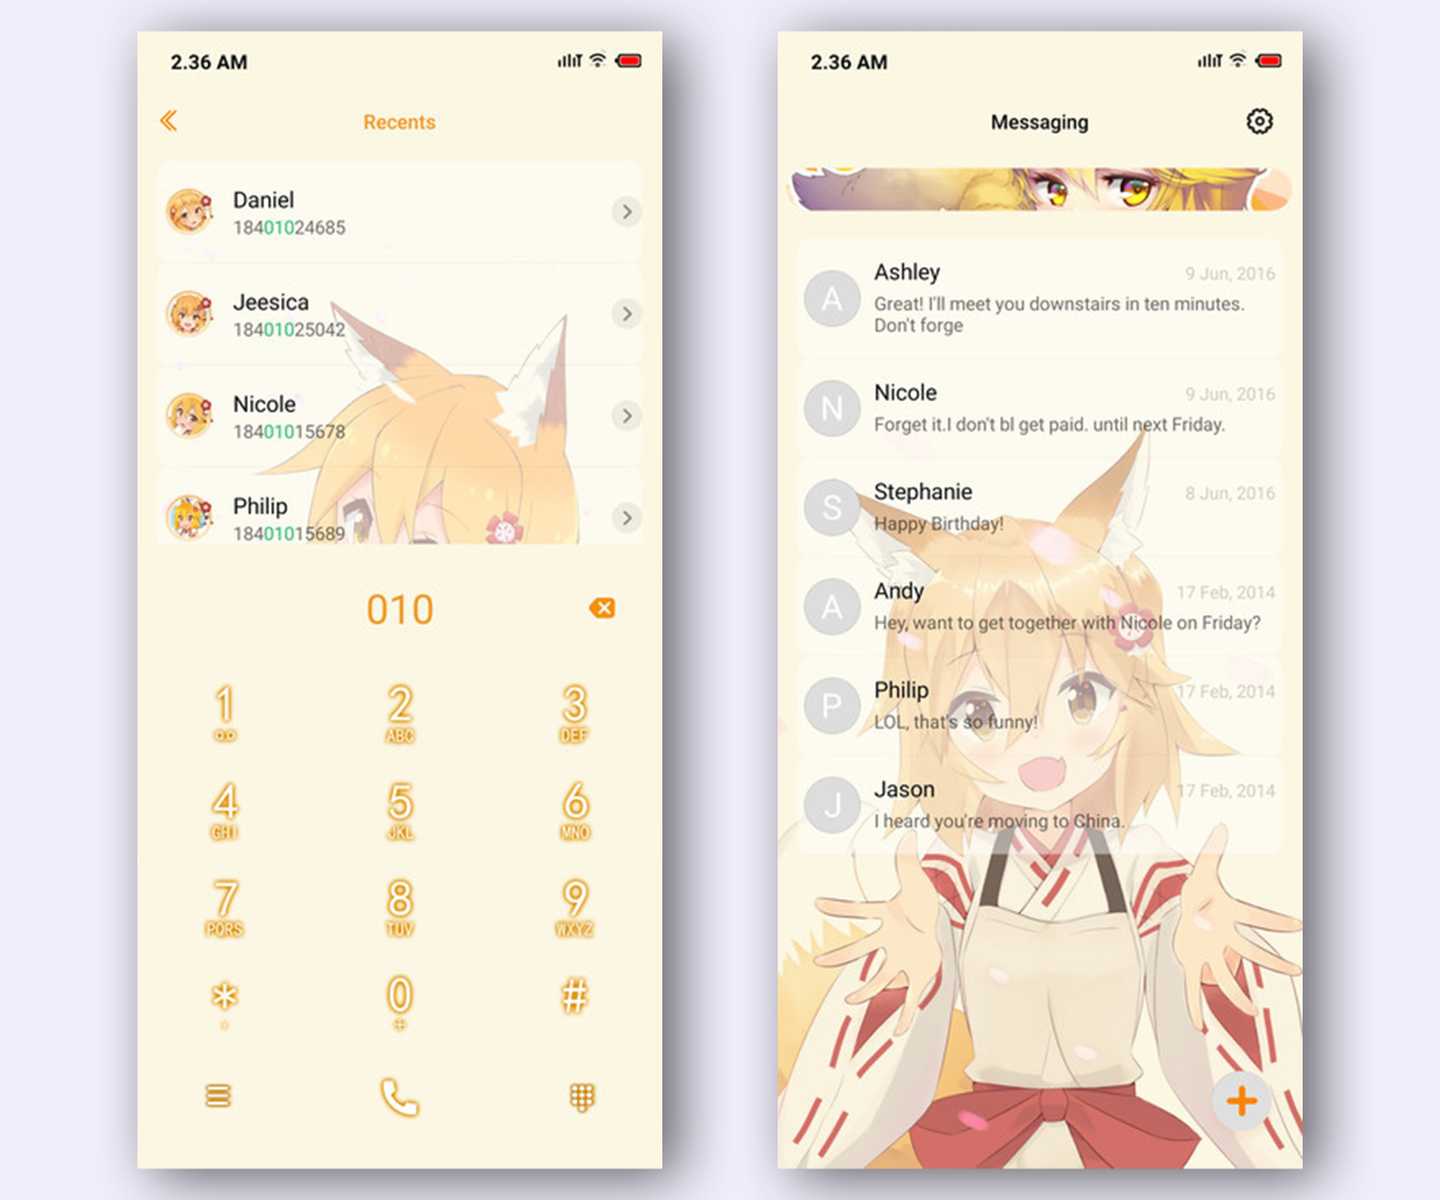 2.36 AM
Recents
Daniel
18401024685
Jeesica
18401025042
Nicole
18401015678
Philip
18401015689
010
1
2
ABC
3
DEF
4
GHI
5
JKL
6
MNO
7
PQRS
8
TUV
9
WXYZ
*
0
+
#
2.36 AM
Messaging
Ashley
9 Jun, 2016
Great! I'll meet you downstairs in ten minutes.
Don't forge
Nicole
9 Jun, 2016
Forget it.I don't bl get paid. until next Friday.
Stephanie
8 Jun, 2016
Happy Birthday!
Andy
17 Feb, 2014
Hey, want to get together with Nicole on Friday?
Philip
17 Feb, 2014
LOL, that's so funny!
Jason
17 Feb, 2014
I heard you're moving to China.
A
N
S
A
P
J